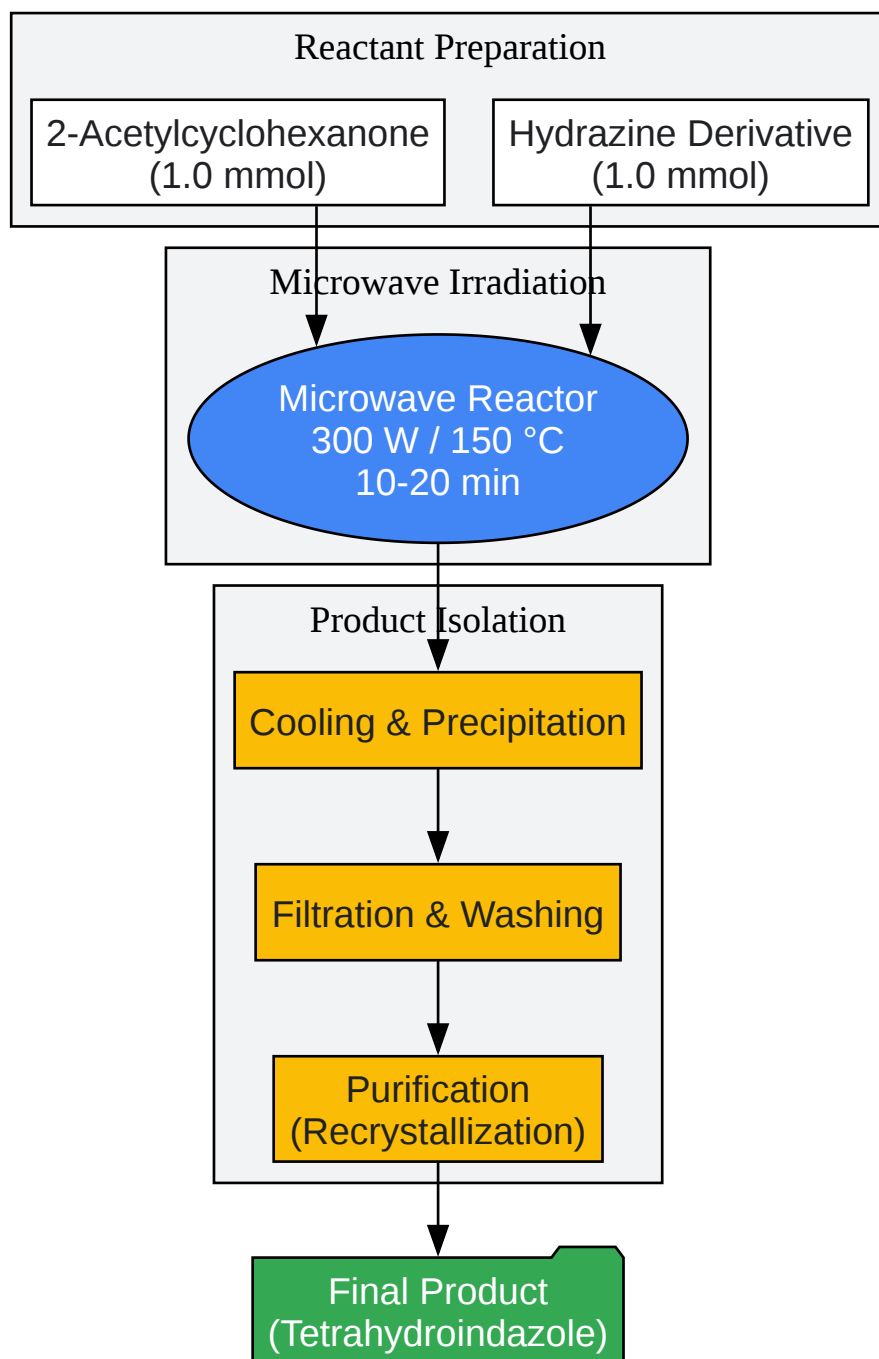 Reactant Preparation
2-Acetylcyclohexanone
(1.0 mmol)
Hydrazine Derivative
(1.0 mmol)
Microwave Irradiation
Microwave Reactor
300 W / 150 °C
10-20 min
Product Isolation
Cooling & Precipitation
Filtration & Washing
Purification
(Recrystallization)
Final Product
(Tetrahydroindazole)